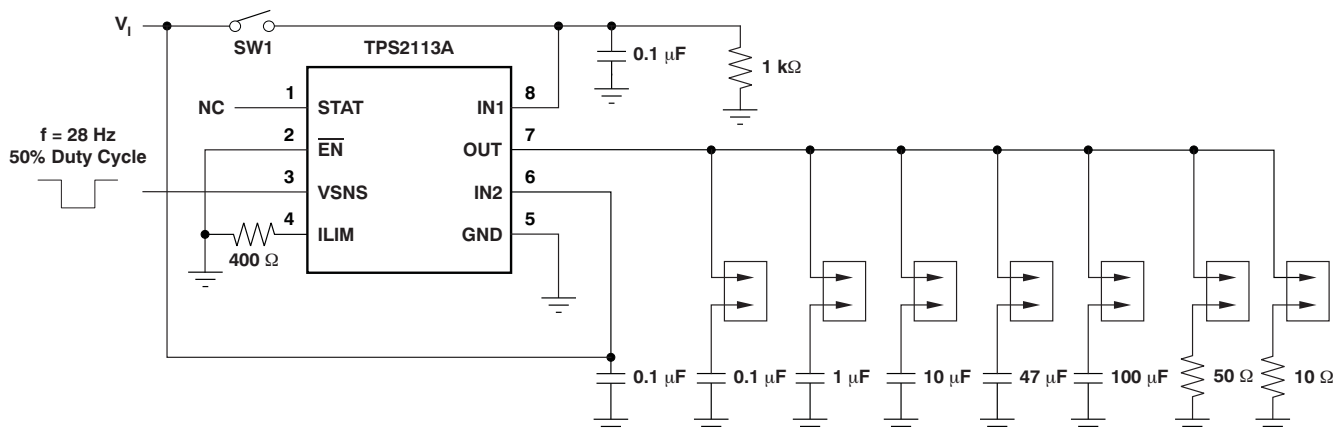 V_I
SW1
TPS2113A
0.1 μF
1 kΩ
NC
1
STAT
IN1
8
f = 28 Hz
50% Duty Cycle
2
E̅N̅
OUT
7
3
VSNS
IN2
6
4
ILIM
GND
5
400 Ω
0.1 μF
0.1 μF
1 μF
10 μF
47 μF
100 μF
50 Ω
10 Ω